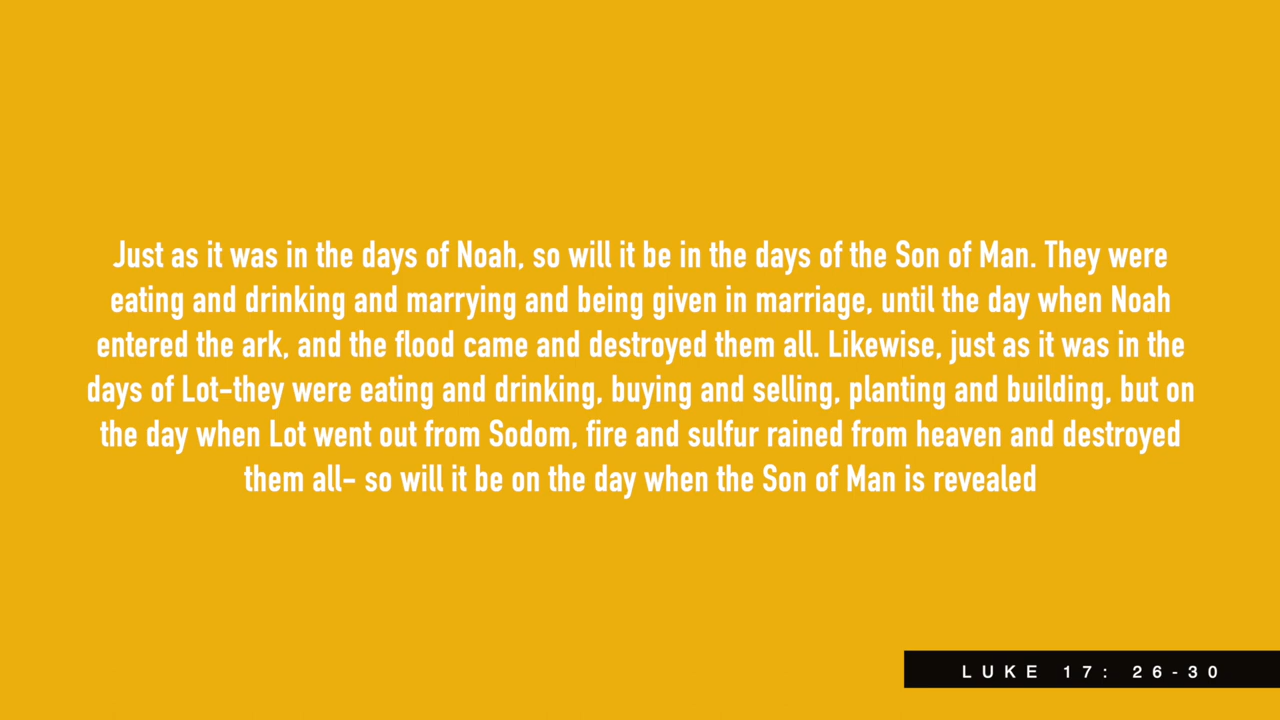 Just as it was in the days of Noah, so will it be in the days of the Son of Man. They were
eating and drinking and marrying and being given in marriage, until the day when Noah
entered the ark, and the flood came and destroyed them all. Likewise, just as it was in the
days of Lot-they were eating and drinking, buying and selling, planting and building, but on
the day when Lot went out from Sodom, fire and sulfur rained from heaven and destroyed
them all- so will it be on the day when the Son of Man is revealed
LUKE 17: 26-30